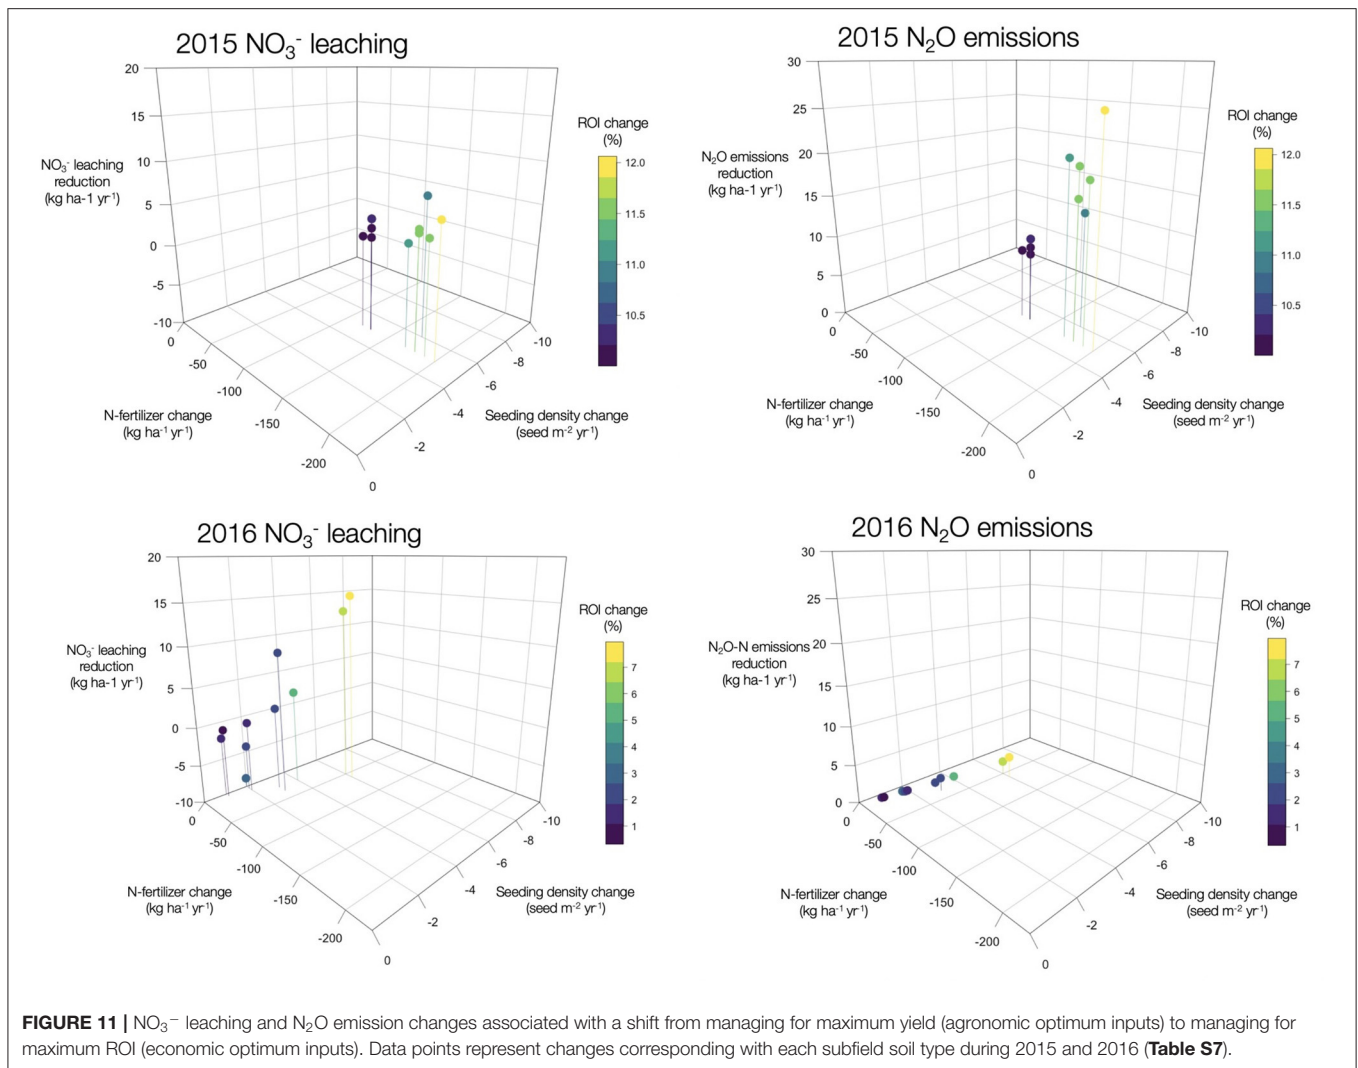 2015 NO₃⁻ leaching
20
15
10
5
0
-5
-10
NO₃⁻ leaching
reduction
(kg ha-1 yr⁻¹)
0
-50
-100
-150
-200
N-fertilizer change
(kg ha⁻¹ yr⁻¹)
0
-2
-4
-6
-8
-10
Seeding density change
(seed m⁻² yr⁻¹)
ROI change
(%)
12.0
11.5
11.0
10.5
2015 N₂O emissions
30
25
20
15
10
5
0
N₂O emissions
reduction
(kg ha-1 yr⁻¹)
0
-50
-100
-150
-200
N-fertilizer change
(kg ha⁻¹ yr⁻¹)
0
-2
-4
-6
-8
-10
Seeding density change
(seed m⁻² yr⁻¹)
ROI change
(%)
12.0
11.5
11.0
10.5
2016 NO₃⁻ leaching
20
15
10
5
0
-5
-10
NO₃⁻ leaching
reduction
(kg ha-1 yr⁻¹)
0
-50
-100
-150
-200
N-fertilizer change
(kg ha⁻¹ yr⁻¹)
0
-2
-4
-6
-8
-10
Seeding density change
(seed m⁻² yr⁻¹)
ROI change
(%)
7
6
5
4
3
2
1
2016 N₂O emissions
30
25
20
15
10
5
0
N₂O-N emissions
reduction
(kg ha-1 yr⁻¹)
0
-50
-100
-150
-200
N-fertilizer change
(kg ha⁻¹ yr⁻¹)
0
-2
-4
-6
-8
-10
Seeding density change
(seed m⁻² yr⁻¹)
ROI change
(%)
7
6
5
4
3
2
1
FIGURE 11 | NO₃⁻ leaching and N₂O emission changes associated with a shift from managing for maximum yield (agronomic optimum inputs) to managing for
maximum ROI (economic optimum inputs). Data points represent changes corresponding with each subfield soil type during 2015 and 2016 (Table S7).